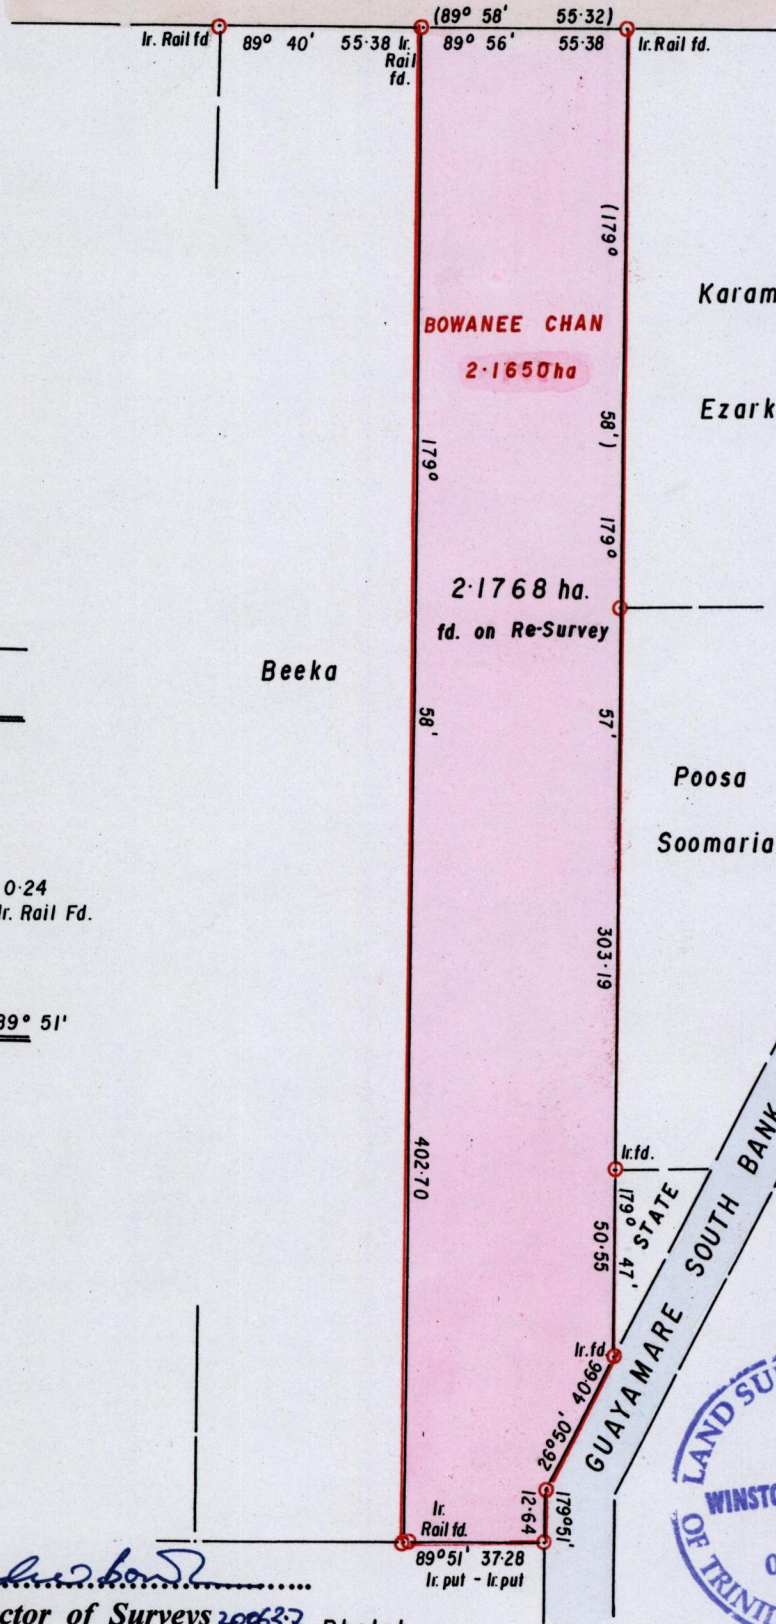 (89° 58' 55·32)
Ir. Rail fd 89° 40' 55·38 Ir. Rail fd. 89° 56' 55·38 Ir. Rail fd.
(179° 58') 179° 57' 303·19
Karam
BOWANEE CHAN
2·1650ha
Ezark
179° 58' 402·70
2·1768 ha.
fd. on Re-Survey
Beeka
Poosa
Soomaria
0·24
Ir. Rail Fd.
39° 51'
Ir. fd.
179° 47'
50·55
STATE
GUAYAMARE SOUTH BANK
Ir. fd.
26° 50' 40·66
179° 51'
12·64
Ir.
Rail fd.
89° 51' 37·28
Ir. put - Ir. put
LAND SU
WINSTO
OF TRINI
ctor of Surveys